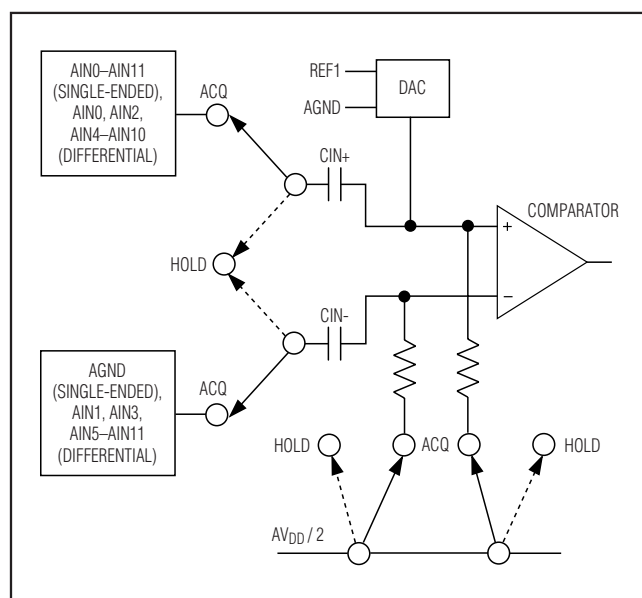 AIN0–AIN11
(SINGLE-ENDED),
AIN0, AIN2,
AIN4–AIN10
(DIFFERENTIAL)
ACQ
REF1
AGND
DAC
CIN+
COMPARATOR
+
HOLD
−
CIN-
AGND
(SINGLE-ENDED),
AIN1, AIN3,
AIN5–AIN11
(DIFFERENTIAL)
ACQ
HOLD
ACQ
HOLD
AVDD / 2